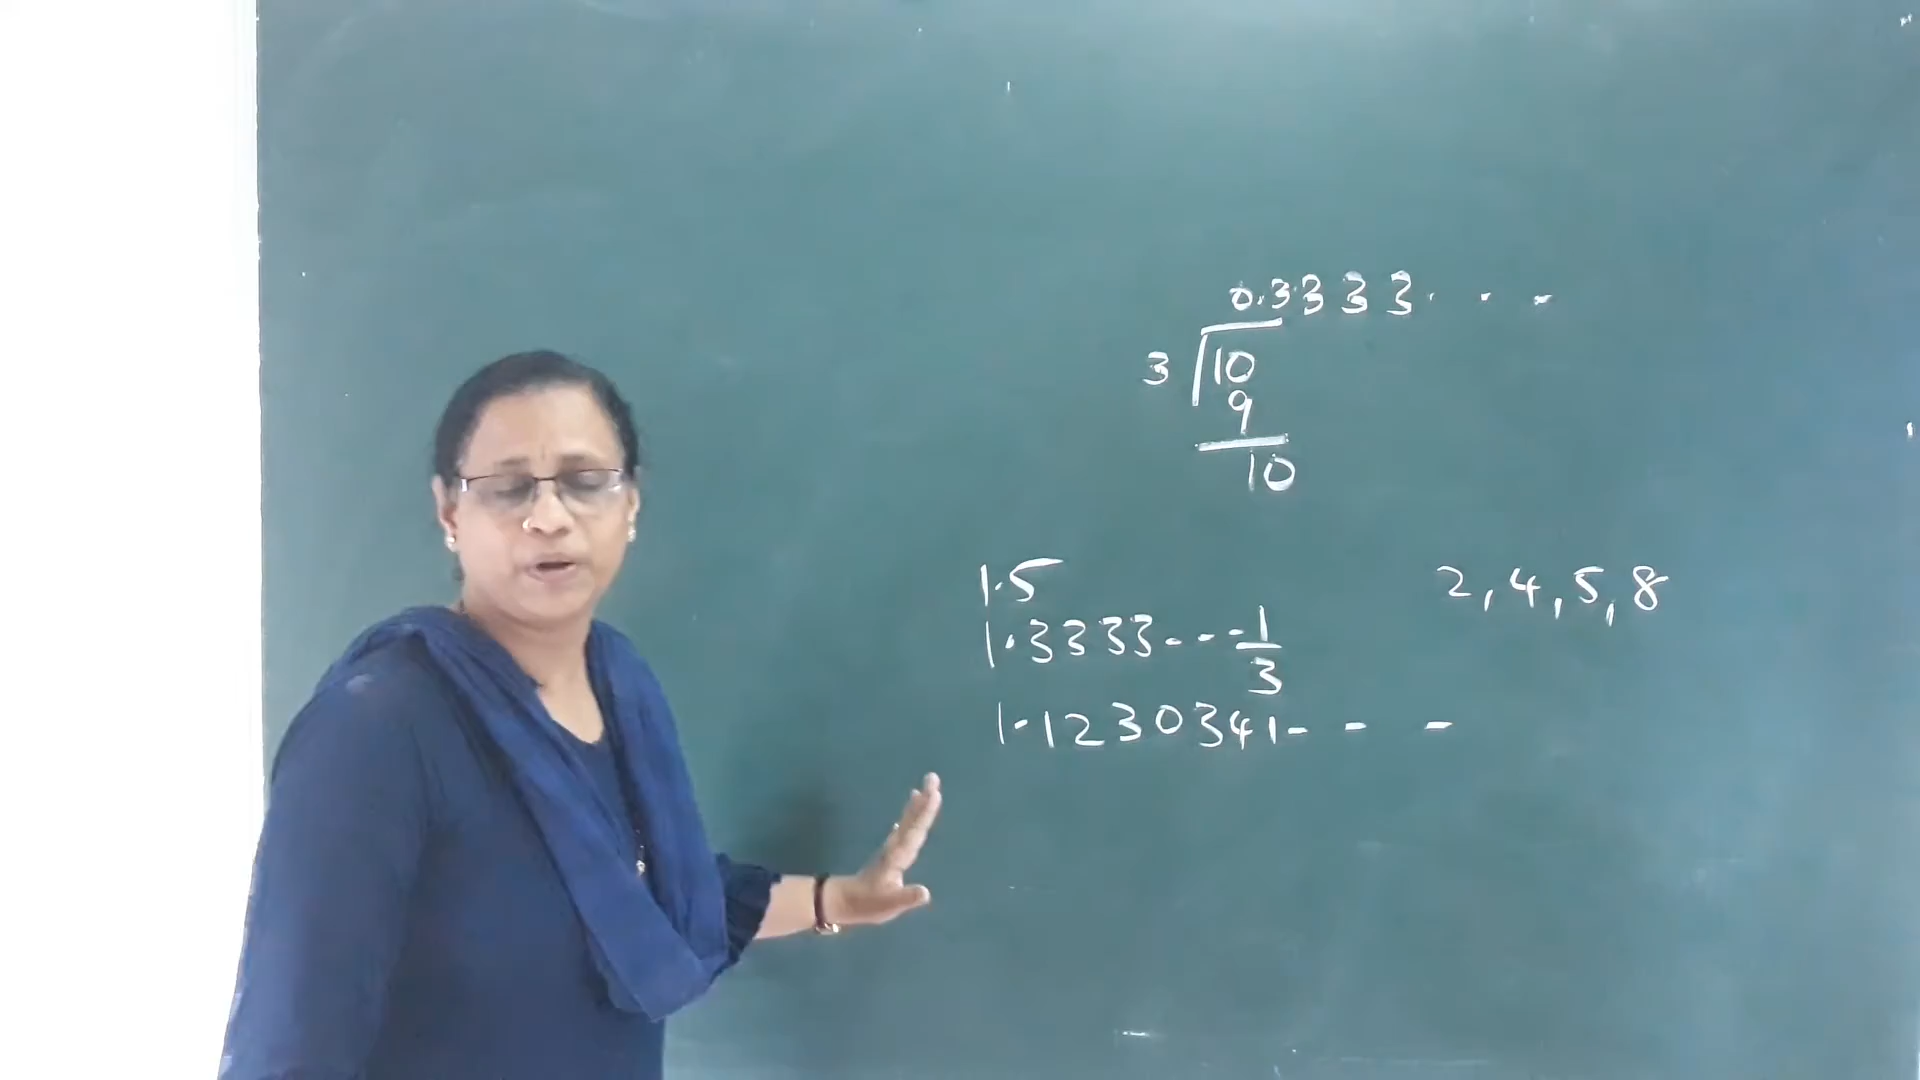 0.3333. . -
3 10
9
10
1.5
2, 4, 5, 8
1.3333- - - 1
3
1.1230341- - -